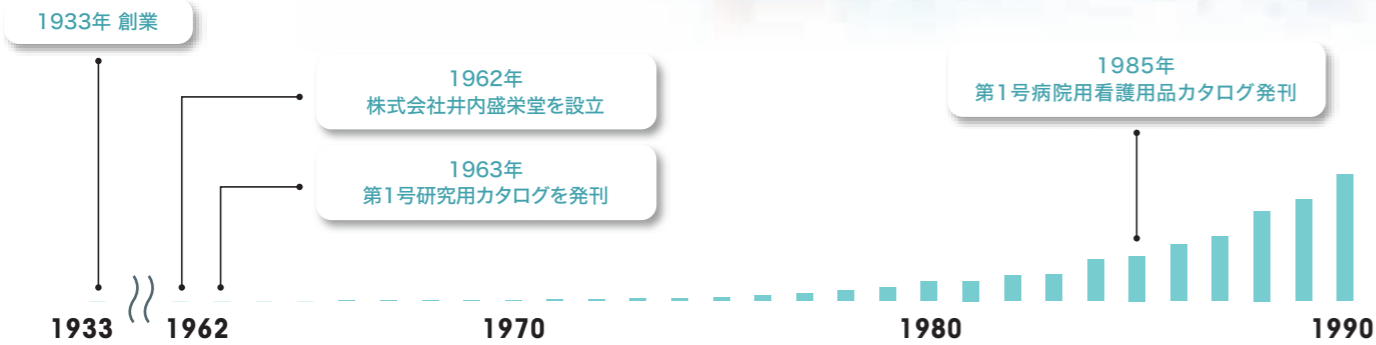 1933年 創業
1962年
株式会社井内盛栄堂を設立
1963年
第1号研究用カタログを発刊
1985年
第1号病院用看護用品カタログ発刊
1933
1962
1970
1980
1990